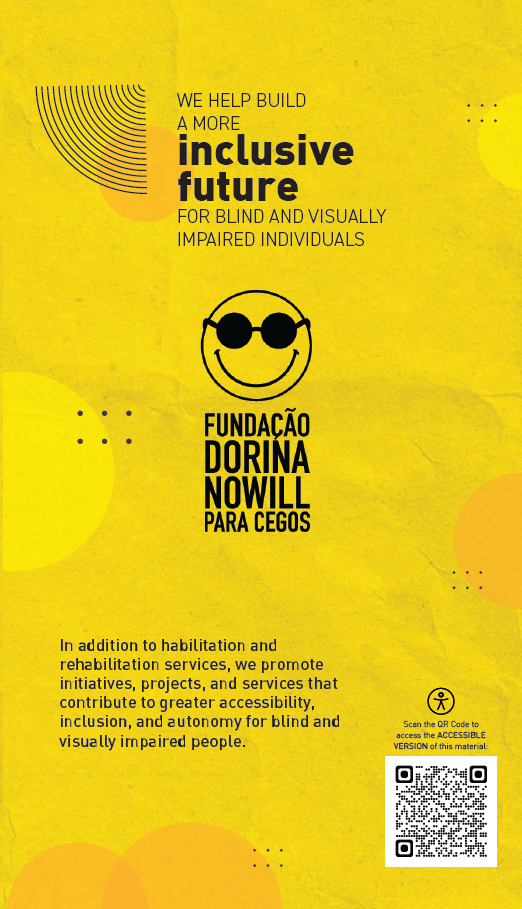 WE HELP BUILD
A MORE
inclusive
future
FOR BLIND AND VISUALLY
IMPAIRED INDIVIDUALS
FUNDAÇÃO
DORINA
NOWILL
PARA CEGOS
In addition to habilitation and
rehabilitation services, we promote
initiatives, projects, and services that
contribute to greater accessibility,
inclusion, and autonomy for blind and
visually impaired people.
Scan the QR Code to
access the ACCESSIBLE
VERSION of this material: